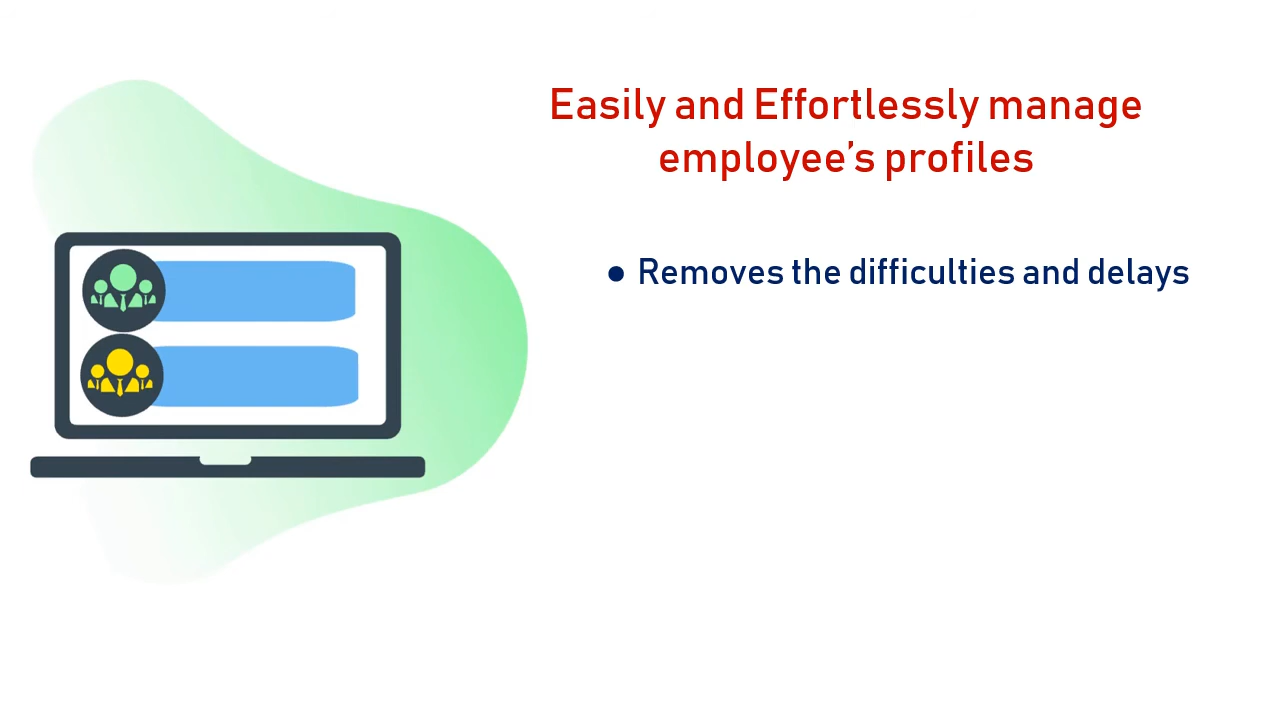 Easily and Effortlessly manage
employee’s profiles
● Removes the difficulties and delays